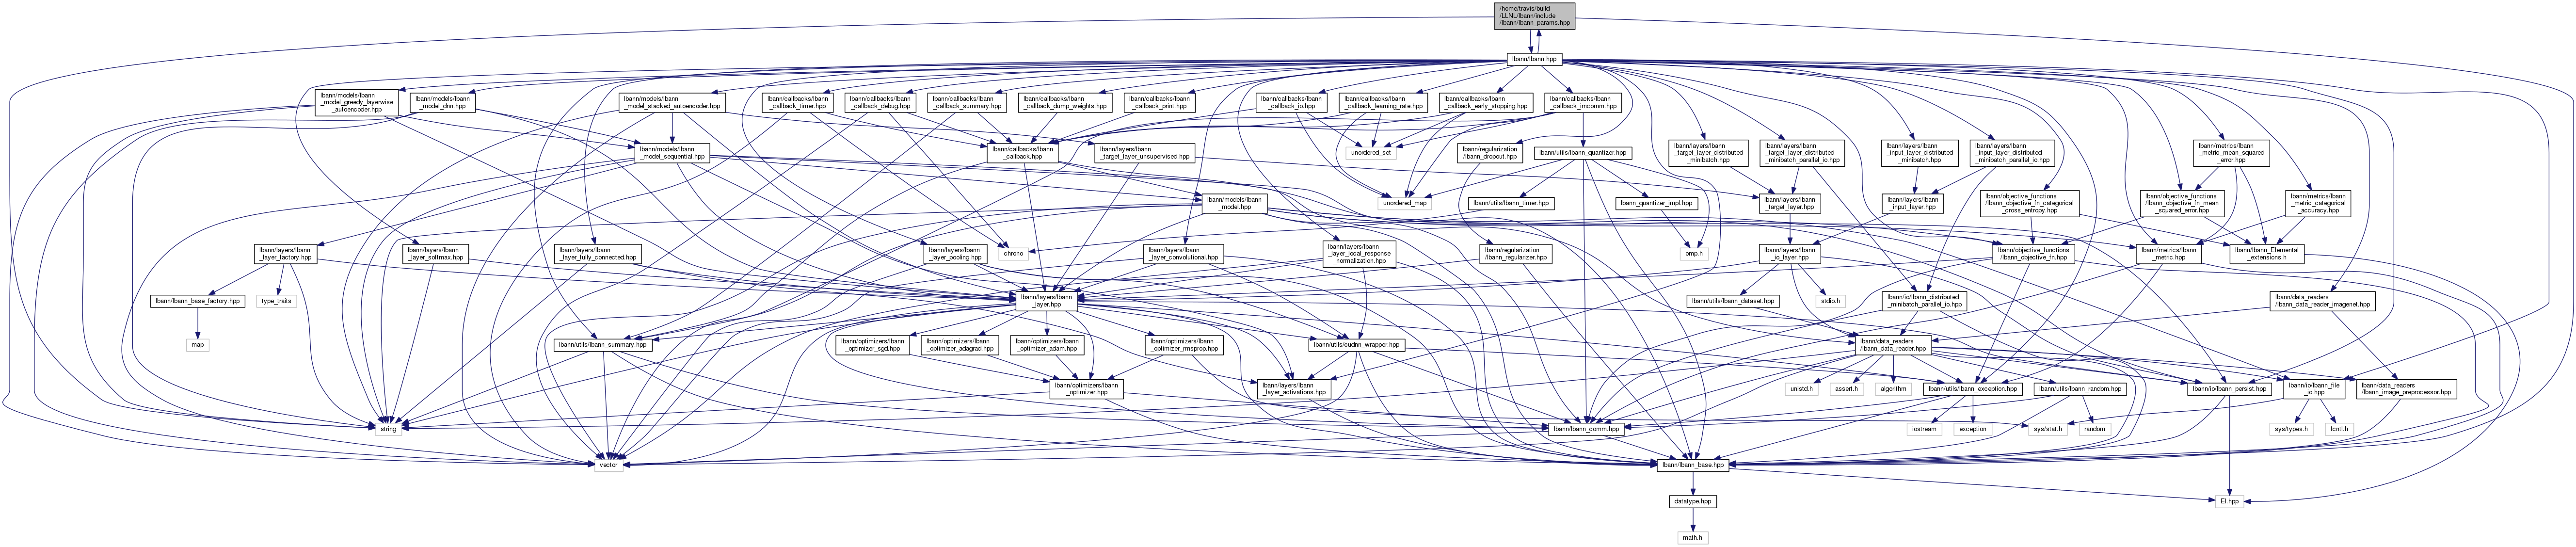 /home/travis/build
/LLNL/lbann/include
/lbann/lbann_params.hpp
lbann/lbann.hpp
lbann/models/lbann
_model_greedy_layerwise
_autoencoder.hpp
lbann/models/lbann
_model_dnn.hpp
lbann/models/lbann
_model_stacked_autoencoder.hpp
lbann/callbacks/lbann
_callback_timer.hpp
lbann/callbacks/lbann
_callback_debug.hpp
lbann/callbacks/lbann
_callback_summary.hpp
lbann/callbacks/lbann
_callback_dump_weights.hpp
lbann/callbacks/lbann
_callback_print.hpp
lbann/callbacks/lbann
_callback_io.hpp
lbann/callbacks/lbann
_callback_learning_rate.hpp
lbann/callbacks/lbann
_callback_early_stopping.hpp
lbann/callbacks/lbann
_callback_imcomm.hpp
lbann/models/lbann
_model_sequential.hpp
lbann/callbacks/lbann
_callback.hpp
lbann/layers/lbann
_target_layer_unsupervised.hpp
unordered_set
lbann/utils/lbann_quantizer.hpp
lbann/regularization
/lbann_dropout.hpp
lbann/layers/lbann
_target_layer_distributed
_minibatch.hpp
lbann/layers/lbann
_target_layer_distributed
_minibatch_parallel_io.hpp
lbann/layers/lbann
_input_layer_distributed
_minibatch.hpp
lbann/layers/lbann
_input_layer_distributed
_minibatch_parallel_io.hpp
lbann/metrics/lbann
_metric_mean_squared
_error.hpp
lbann/models/lbann
_model.hpp
unordered_map
lbann/utils/lbann_timer.hpp
lbann_quantizer_impl.hpp
lbann/layers/lbann
_target_layer.hpp
lbann/layers/lbann
_input_layer.hpp
lbann/objective_functions
/lbann_objective_fn_categorical
_cross_entropy.hpp
lbann/objective_functions
/lbann_objective_fn_mean
_squared_error.hpp
lbann/metrics/lbann
_metric_categorical
_accuracy.hpp
lbann/layers/lbann
_layer_factory.hpp
lbann/layers/lbann
_layer_softmax.hpp
lbann/layers/lbann
_layer_fully_connected.hpp
lbann/layers/lbann
_layer_pooling.hpp
chrono
lbann/layers/lbann
_layer_convolutional.hpp
lbann/layers/lbann
_layer_local_response
_normalization.hpp
lbann/regularization
/lbann_regularizer.hpp
omp.h
lbann/layers/lbann
_io_layer.hpp
lbann/objective_functions
/lbann_objective_fn.hpp
lbann/metrics/lbann
_metric.hpp
lbann/lbann_Elemental
_extensions.h
lbann/lbann_base_factory.hpp
type_traits
lbann/layers/lbann
_layer.hpp
lbann/utils/lbann_dataset.hpp
stdio.h
lbann/io/lbann_distributed
_minibatch_parallel_io.hpp
lbann/data_readers
/lbann_data_reader_imagenet.hpp
map
lbann/utils/lbann_summary.hpp
lbann/optimizers/lbann
_optimizer_sgd.hpp
lbann/optimizers/lbann
_optimizer_adagrad.hpp
lbann/optimizers/lbann
_optimizer_adam.hpp
lbann/optimizers/lbann
_optimizer_rmsprop.hpp
lbann/utils/cudnn_wrapper.hpp
lbann/data_readers
/lbann_data_reader.hpp
lbann/optimizers/lbann
_optimizer.hpp
lbann/layers/lbann
_layer_activations.hpp
unistd.h
assert.h
algorithm
lbann/utils/lbann_exception.hpp
lbann/utils/lbann_random.hpp
lbann/io/lbann_persist.hpp
lbann/io/lbann_file
_io.hpp
lbann/data_readers
/lbann_image_preprocessor.hpp
string
lbann/lbann_comm.hpp
iostream
exception
sys/stat.h
random
sys/types.h
fcntl.h
vector
lbann/lbann_base.hpp
datatype.hpp
El.hpp
math.h